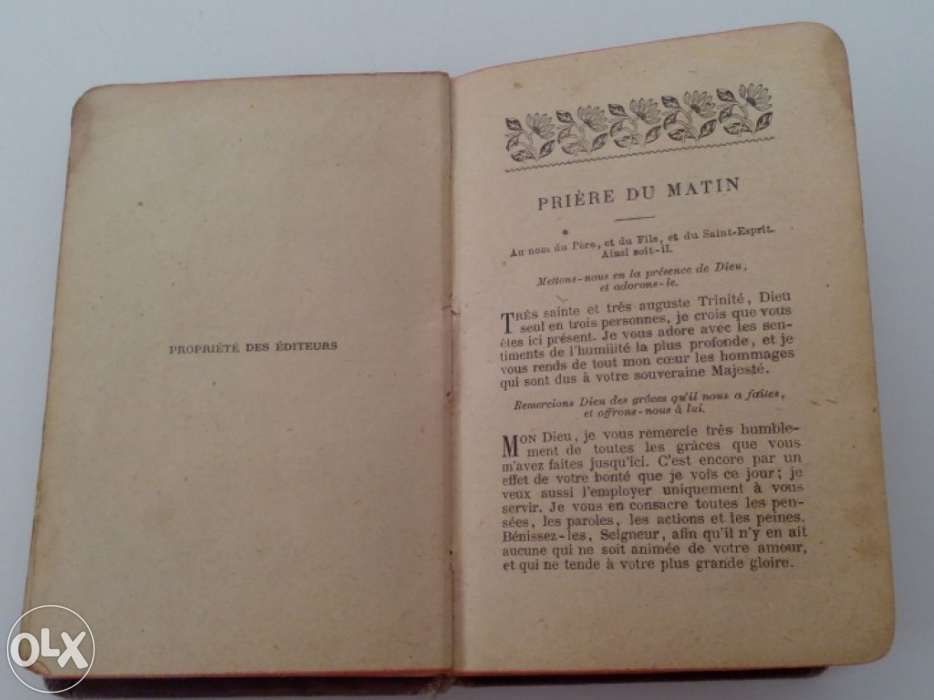 PROPRIÉTÉ DES ÉDITEURS
PRIÈRE DU MATIN
Au nom du Père, et du Fils, et du Saint-Esprit.
Ainsi soit-il.
Mettons-nous en la présence de Dieu,
et adorons-le.
TRÈS sainte et très auguste Trinité, Dieu
seul en trois personnes, je crois que vous
êtes ici présent. Je vous adore avec les sen-
timents de l'humilité la plus profonde, et je
vous rends de tout mon cœur les hommages
qui sont dus à votre souveraine Majesté.
Remercions Dieu des grâces qu'il nous a faites,
et offrons-nous à lui.
MON Dieu, je vous remercie très humble-
ment de toutes les grâces que vous
m'avez faites jusqu'ici. C'est encore par un
effet de votre bonté que je vois ce jour; je
veux aussi l'employer uniquement à vous
servir. Je vous en consacre toutes les pen-
sées, les paroles, les actions et les peines.
Bénissez-les, Seigneur, afin qu'il n'y en ait
aucune qui ne soit animée de votre amour,
et qui ne tende à votre plus grande gloire.
OLX